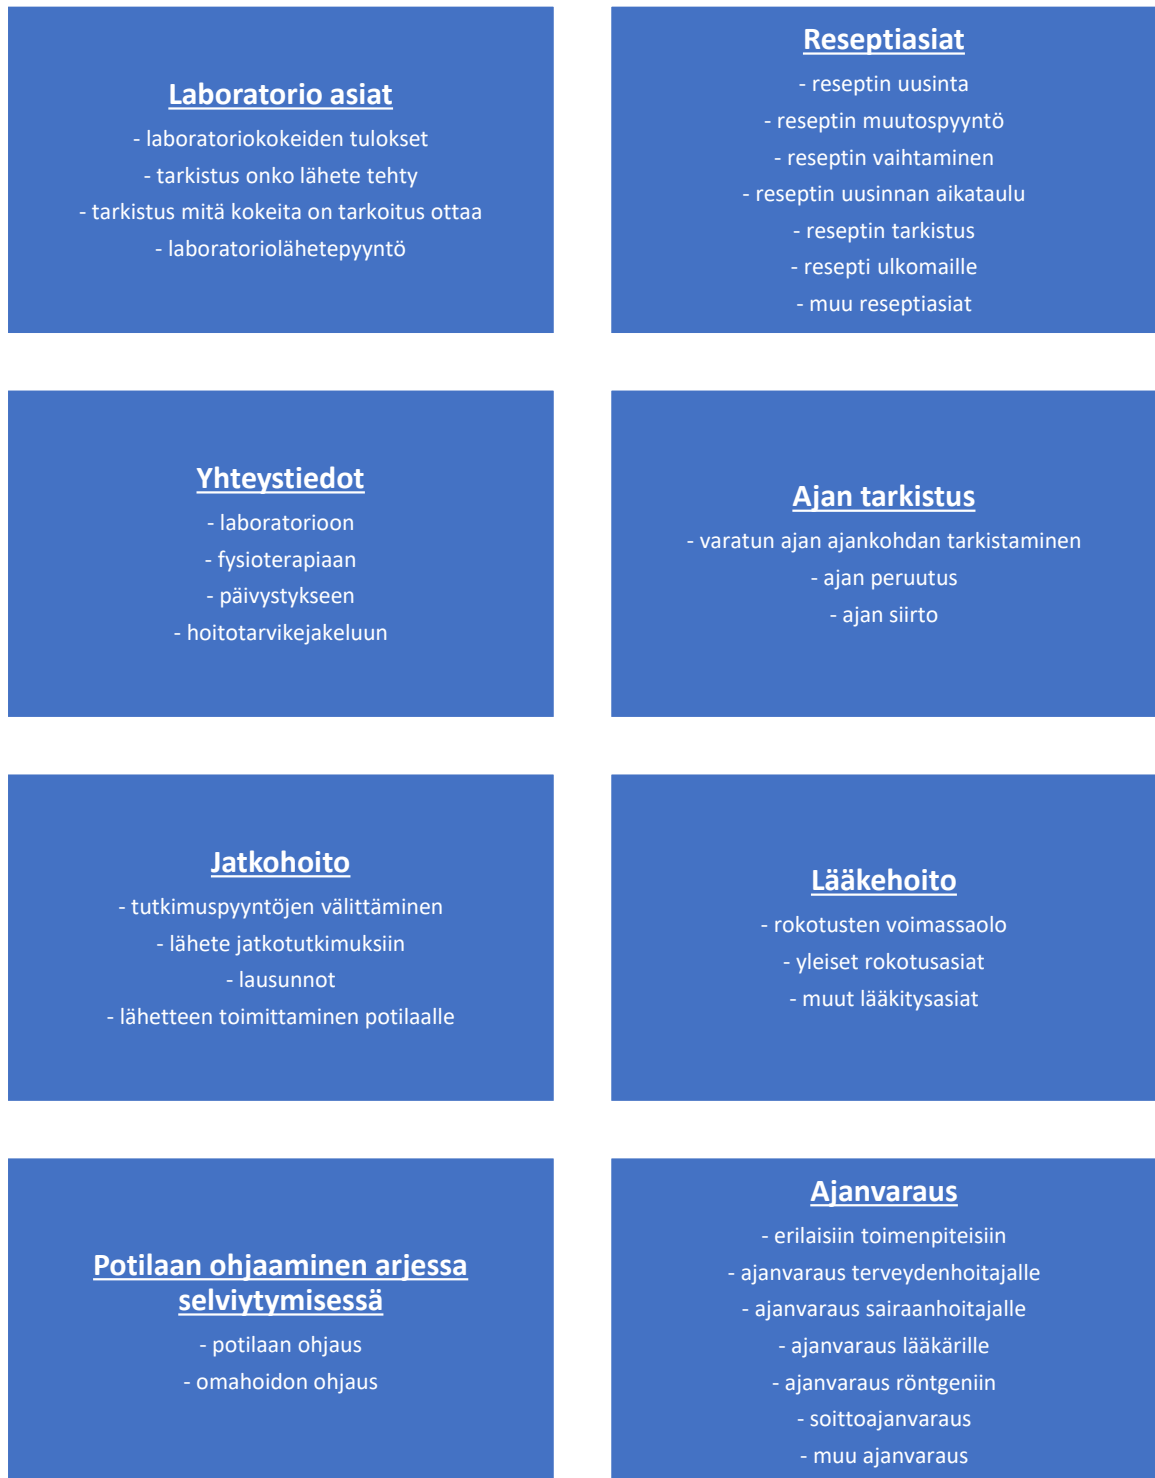 Laboratorio asiat
- laboratoriokokeiden tulokset
- tarkistus onko lähete tehty
- tarkistus mitä kokeita on tarkoitus ottaa
- laboratoriolähetepyyntö
Reseptiasiat
- reseptin uusinta
- reseptin muutospyyntö
- reseptin vaihtaminen
- reseptin uusinnan aikataulu
- reseptin tarkistus
- resepti ulkomaille
- muu reseptiasiat
Yhteystiedot
- laboratorioon
- fysioterapiaan
- päivystykseen
- hoitotarvikejakeluun
Ajan tarkistus
- varatun ajan ajankohdan tarkistaminen
- ajan peruutus
- ajan siirto
Jatkohoito
- tutkimuspyyntöjen välittäminen
- lähete jatkotutkimuksiin
- lausunnot
- lähetteen toimittaminen potilaalle
Lääkehoito
- rokotusten voimassaolo
- yleiset rokotusasiat
- muut lääkitysasiat
Potilaan ohjaaminen arjessa
selviytymisessä
- potilaan ohjaus
- omahoidon ohjaus
Ajanvaraus
- erilaisiin toimenpiteisiin
- ajanvaraus terveydenhoitajalle
- ajanvaraus sairaanhoitajalle
- ajanvaraus lääkärille
- ajanvaraus röntgeniin
- soittoajanvaraus
- muu ajanvaraus